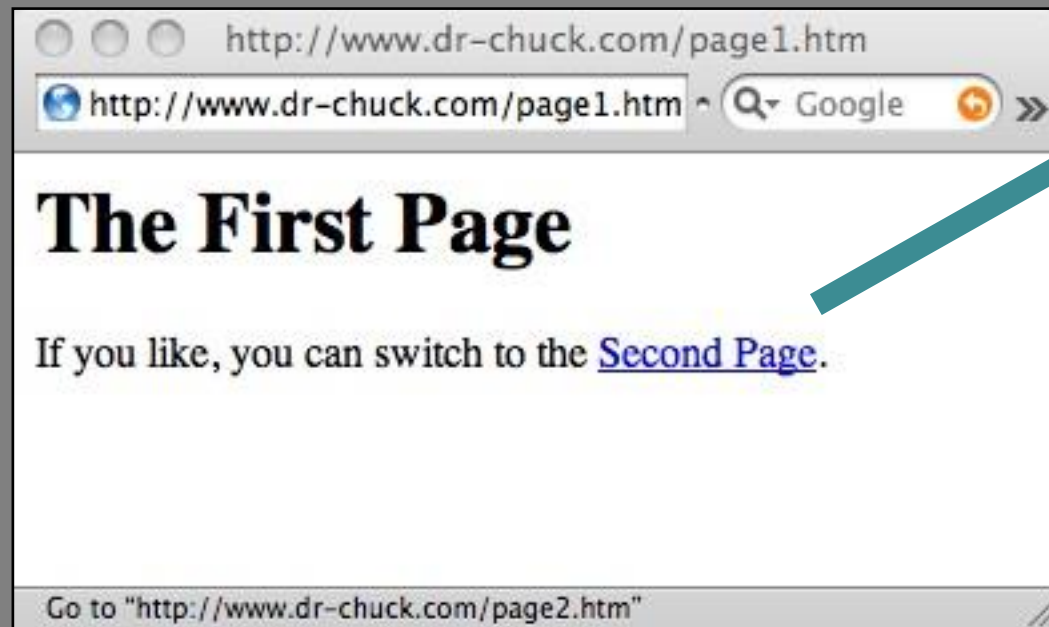 http://www.dr-chuck.com/page1.htm
http://www.dr-chuck.com/page1.htm Google »
The First Page
If you like, you can switch to the Second Page.
Go to “http://www.dr-chuck.com/page2.htm”